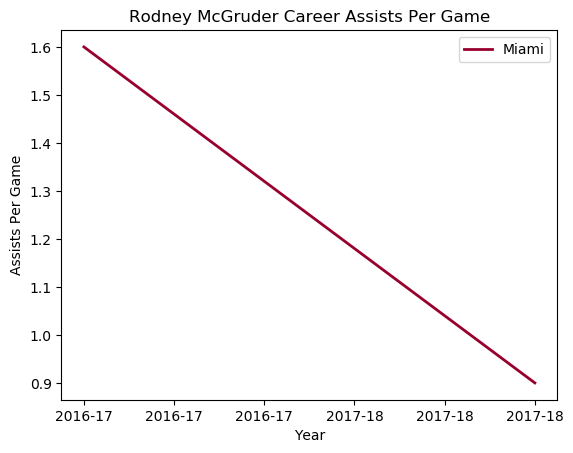 Rodney McGruder Career Assists Per Game
Miami
1.6
1.5
1.4
1.3
1.2
1.1
1.0
0.9
Assists Per Game
2016-17 2016-17 2016-17 2017-18 2017-18 2017-18
Year